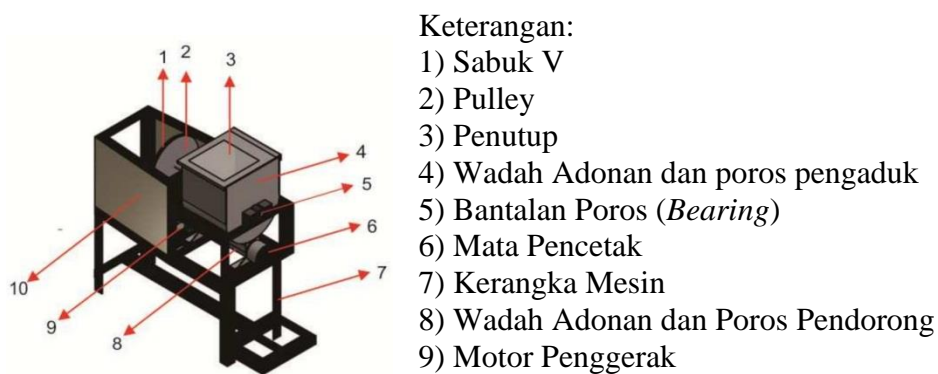 1 2 3
4
5
6
7
8
9
10
Keterangan:
1) Sabuk V
2) Pulley
3) Penutup
4) Wadah Adonan dan poros pengaduk
5) Bantalan Poros (Bearing)
6) Mata Pencetak
7) Kerangka Mesin
8) Wadah Adonan dan Poros Pendorong
9) Motor Penggerak